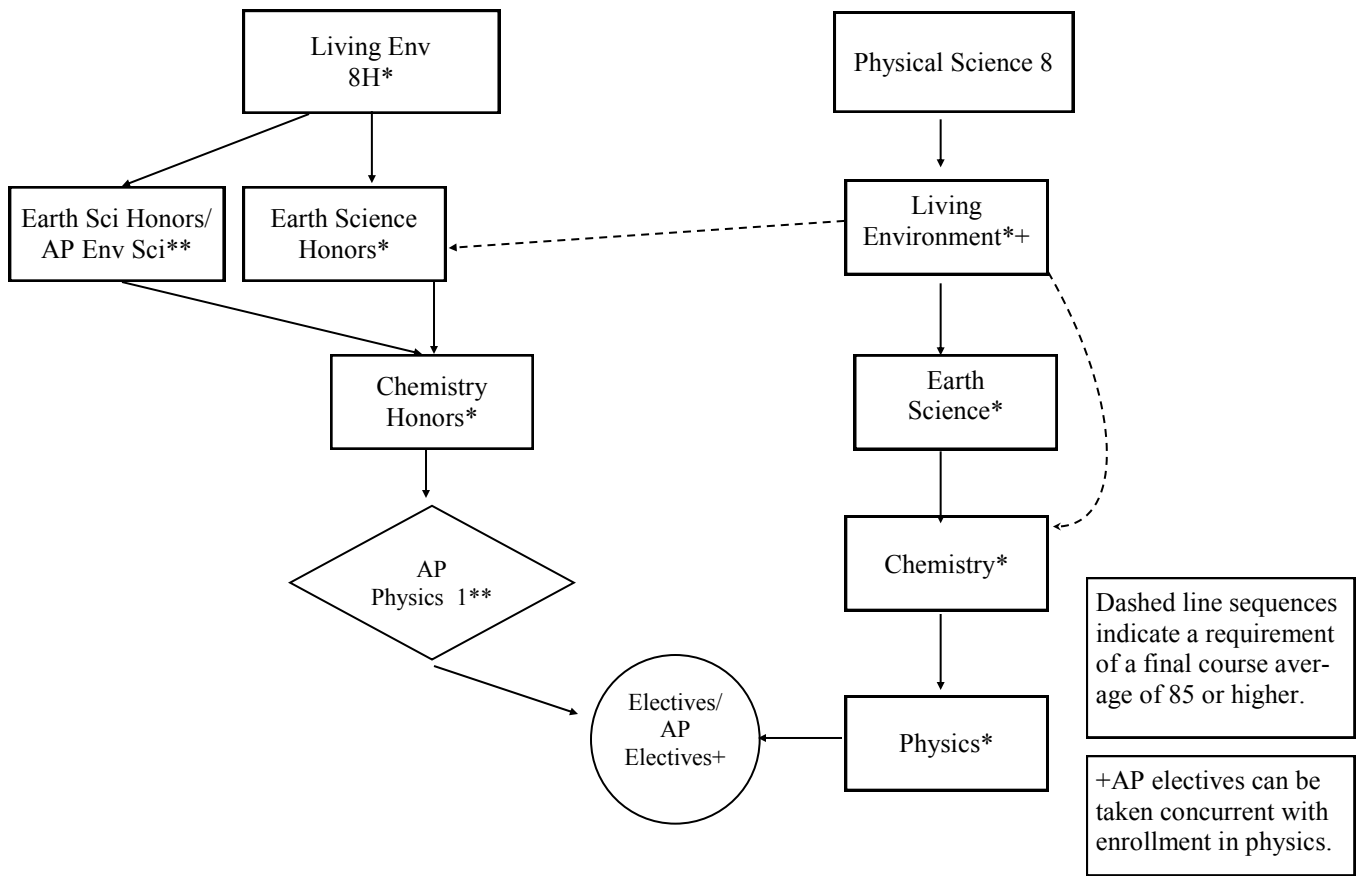 Living Env
8H*
Physical Science 8
Earth Sci Honors/
AP Env Sci**
Earth Science
Honors*
Living
Environment*+
Chemistry
Honors*
Earth
Science*
AP
Physics 1**
Chemistry*
Dashed line sequences
indicate a requirement
of a final course aver-
age of 85 or higher.
Electives/
AP
Electives+
Physics*
+AP electives can be
taken concurrent with
enrollment in physics.